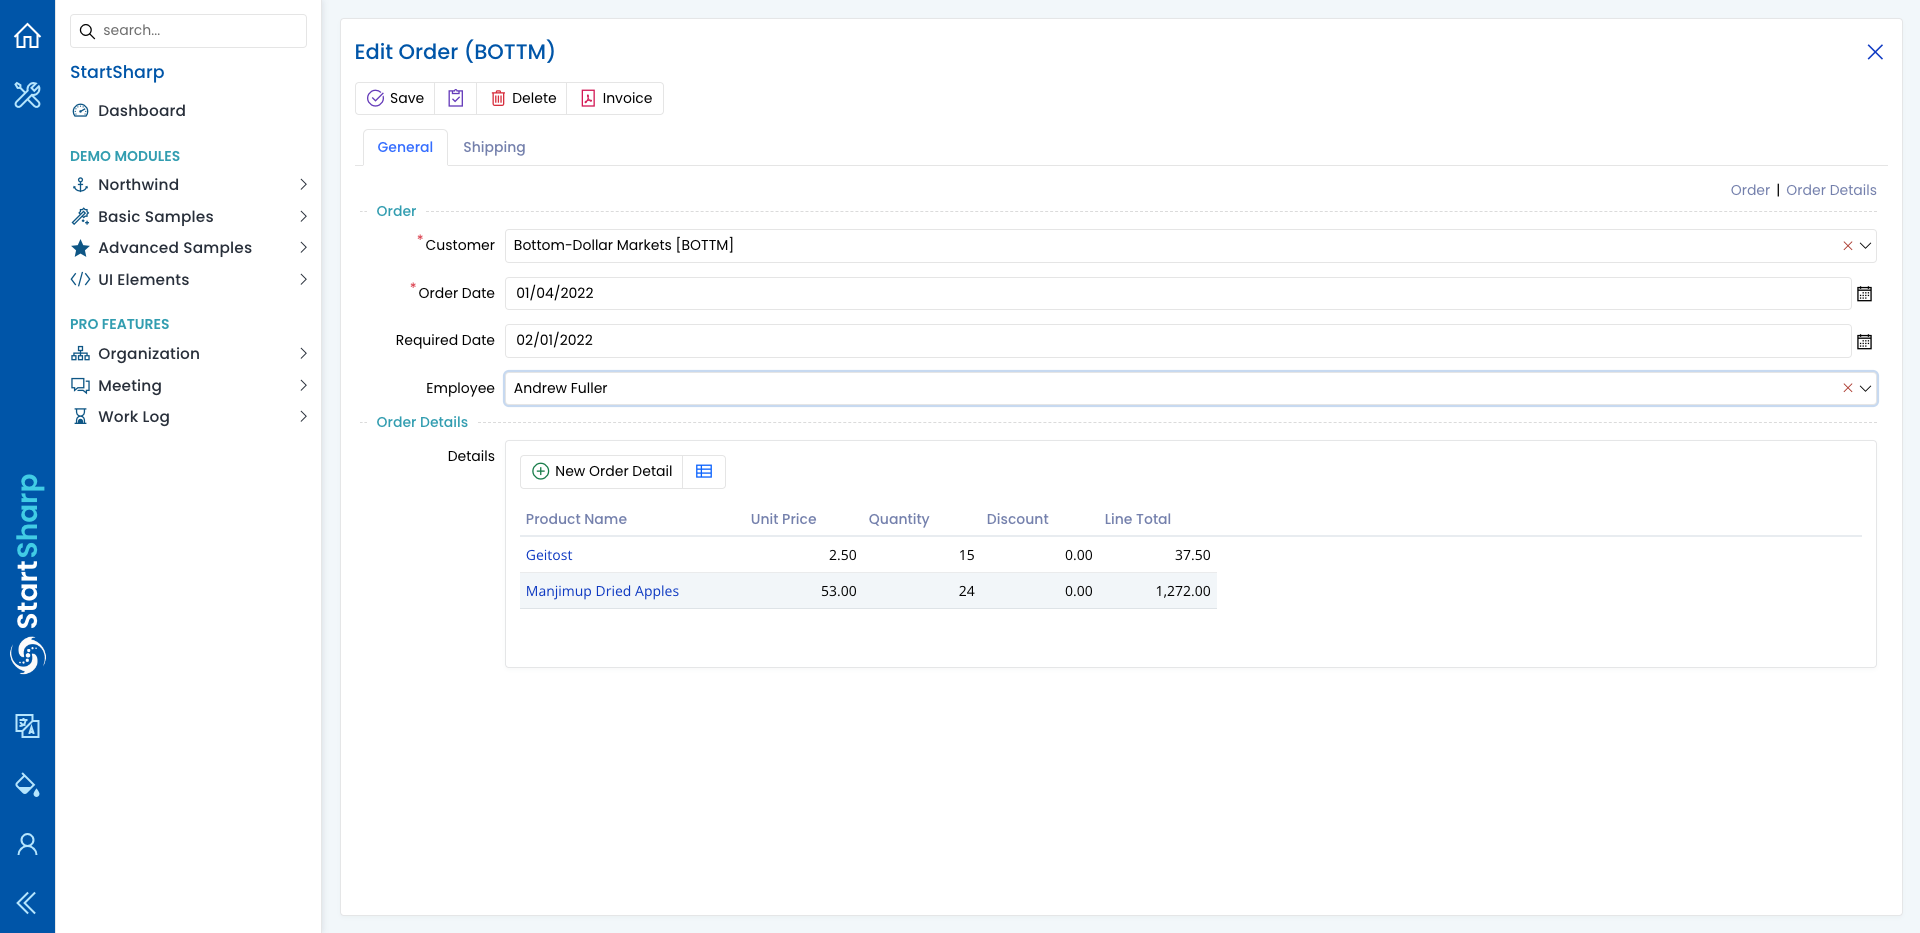 search...
StartSharp
Dashboard
DEMO MODULES
Northwind
Basic Samples
Advanced Samples
UI Elements
PRO FEATURES
Organization
Meeting
Work Log
StartSharp
Edit Order (BOTTM)
Save
Delete
Invoice
General
Shipping
Order | Order Details
Order
* Customer
Bottom-Dollar Markets [BOTTM]
* Order Date
01/04/2022
Required Date
02/01/2022
Employee
Andrew Fuller
Order Details
Details
New Order Detail
Product Name Unit Price Quantity Discount Line Total
Geitost 2.50 15 0.00 37.50
Manjimup Dried Apples 53.00 24 0.00 1,272.00